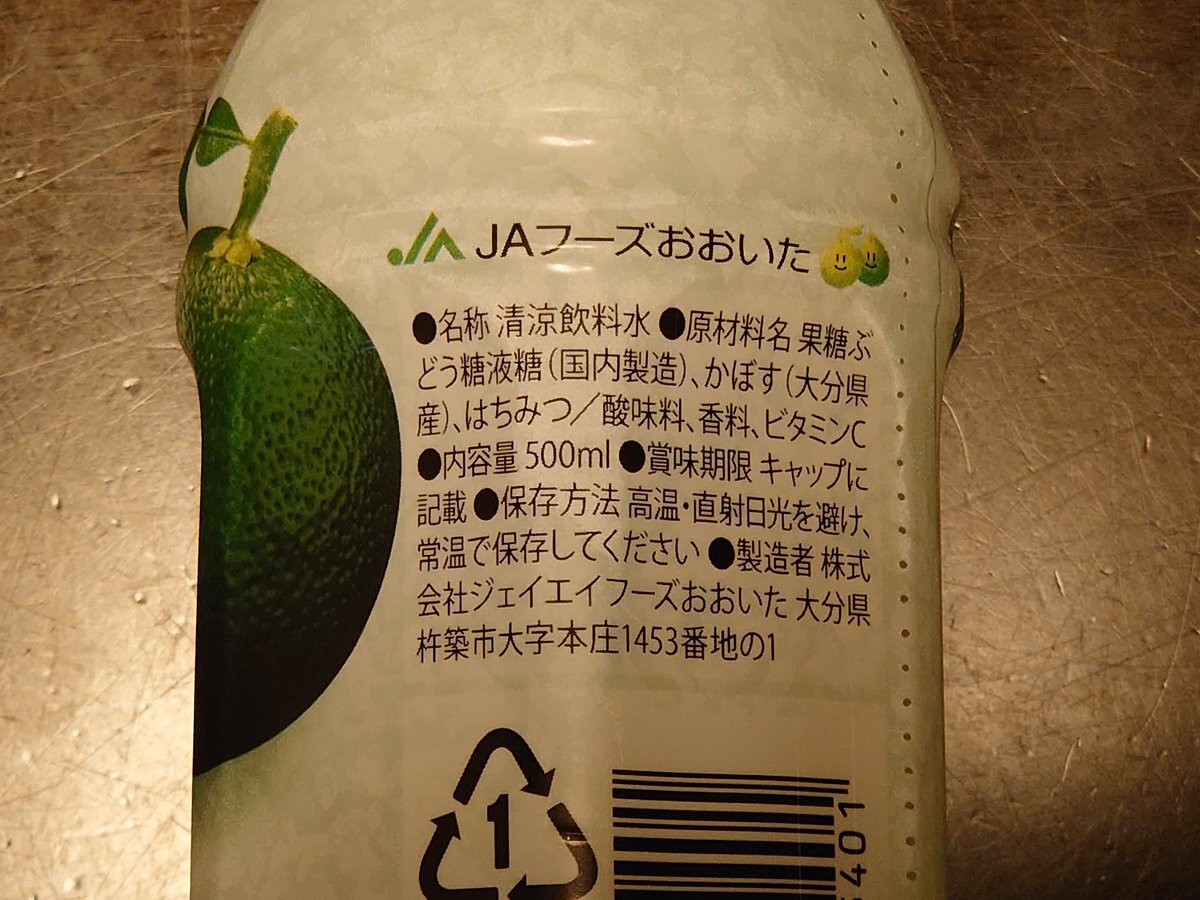 JA JAフーズおおいた
●名称 清涼飲料水 ●原材料名 果糖ぶ
どう糖液糖(国内製造)、かぼす(大分県
産)、はちみつ/酸味料、香料、ビタミンC
●内容量 500ml ●賞味期限 キャップに
記載 ●保存方法 高温・直射日光を避け、
常温で保存してください ●製造者 株式
会社ジェイエイフーズおおいた 大分県
杵築市大字本庄1453番地の1
1
401